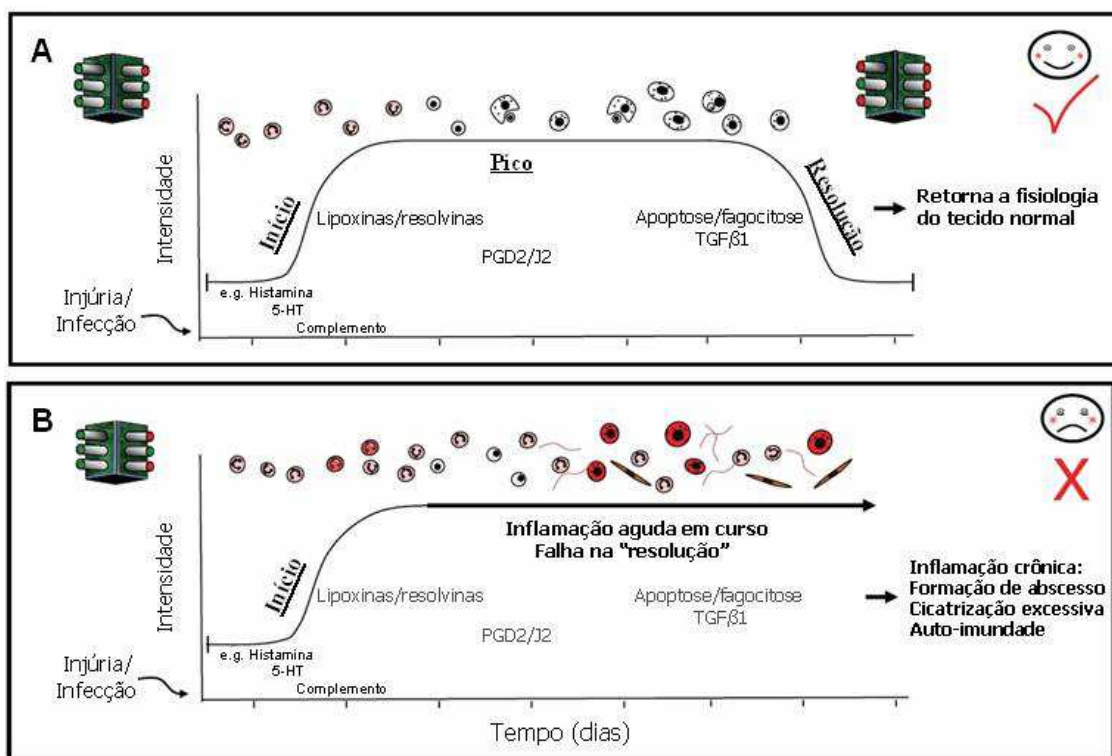 A
Intensidade
Início
Pico
Resolução
Lipoxinas/resolvinas
PGD2/J2
Apoptose/fagocitose
TGFβ1
Retorna a fisiologia
do tecido normal
e.g. Histamina
5-HT
Complemento
Injúria/
Infecção
B
Intensidade
Início
Inflamação aguda em curso
Falha na "resolução"
Lipoxinas/resolvinas
PGD2/J2
Apoptose/fagocitose
TGFβ1
Inflamação crônica:
Formação de abscesso
Cicatrização excessiva
Auto-imundade
e.g. Histamina
5-HT
Complemento
Injúria/
Infecção
Tempo (dias)